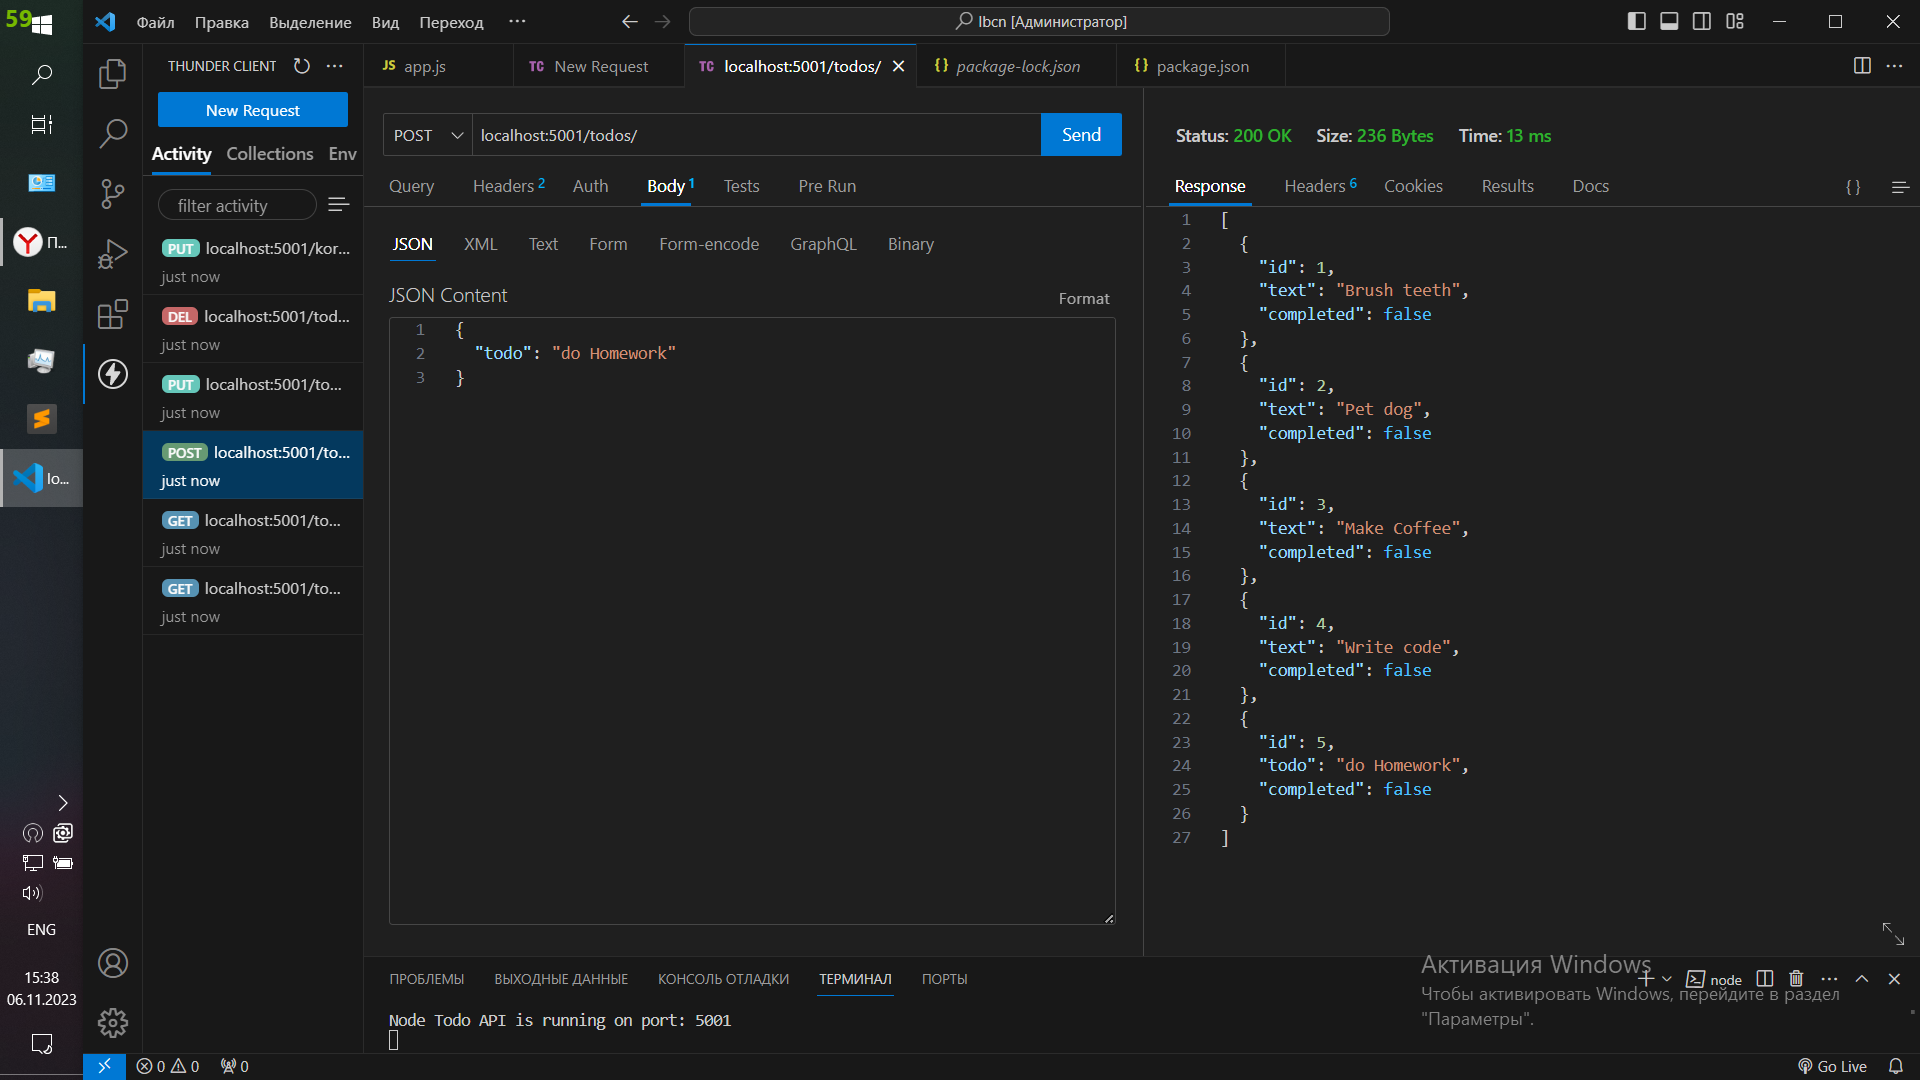 59
Файл Правка Выделение Вид Переход ···
lbcn [Администратор]
THUNDER CLIENT
New Request
Activity Collections Env
filter activity
PUT localhost:5001/kor...
just now
DEL localhost:5001/tod...
just now
PUT localhost:5001/to...
just now
POST localhost:5001/to...
just now
GET localhost:5001/to...
just now
GET localhost:5001/to...
just now
JS app.js
TC New Request
TC localhost:5001/todos/
{} package-lock.json
{} package.json
POST localhost:5001/todos/ Send
Query Headers 2 Auth Body 1 Tests Pre Run
JSON XML Text Form Form-encode GraphQL Binary
JSON Content
Format
1 {
2 "todo": "do Homework"
3 }
Status: 200 OK Size: 236 Bytes Time: 13 ms
Response Headers 6 Cookies Results Docs { }
1 [
2 {
3 "id": 1,
4 "text": "Brush teeth",
5 "completed": false
6 },
7 {
8 "id": 2,
9 "text": "Pet dog",
10 "completed": false
11 },
12 {
13 "id": 3,
14 "text": "Make Coffee",
15 "completed": false
16 },
17 {
18 "id": 4,
19 "text": "Write code",
20 "completed": false
21 },
22 {
23 "id": 5,
24 "todo": "do Homework",
25 "completed": false
26 }
27 ]
ПРОБЛЕМЫ ВЫХОДНЫЕ ДАННЫЕ КОНСОЛЬ ОТЛАДКИ ТЕРМИНАЛ ПОРТЫ
node
Node Todo API is running on port: 5001
Активация Windows
Чтобы активировать Windows, перейдите в раздел
"Параметры".
П...
lo...
ENG
15:38
06.11.2023
0 0 0
Go Live